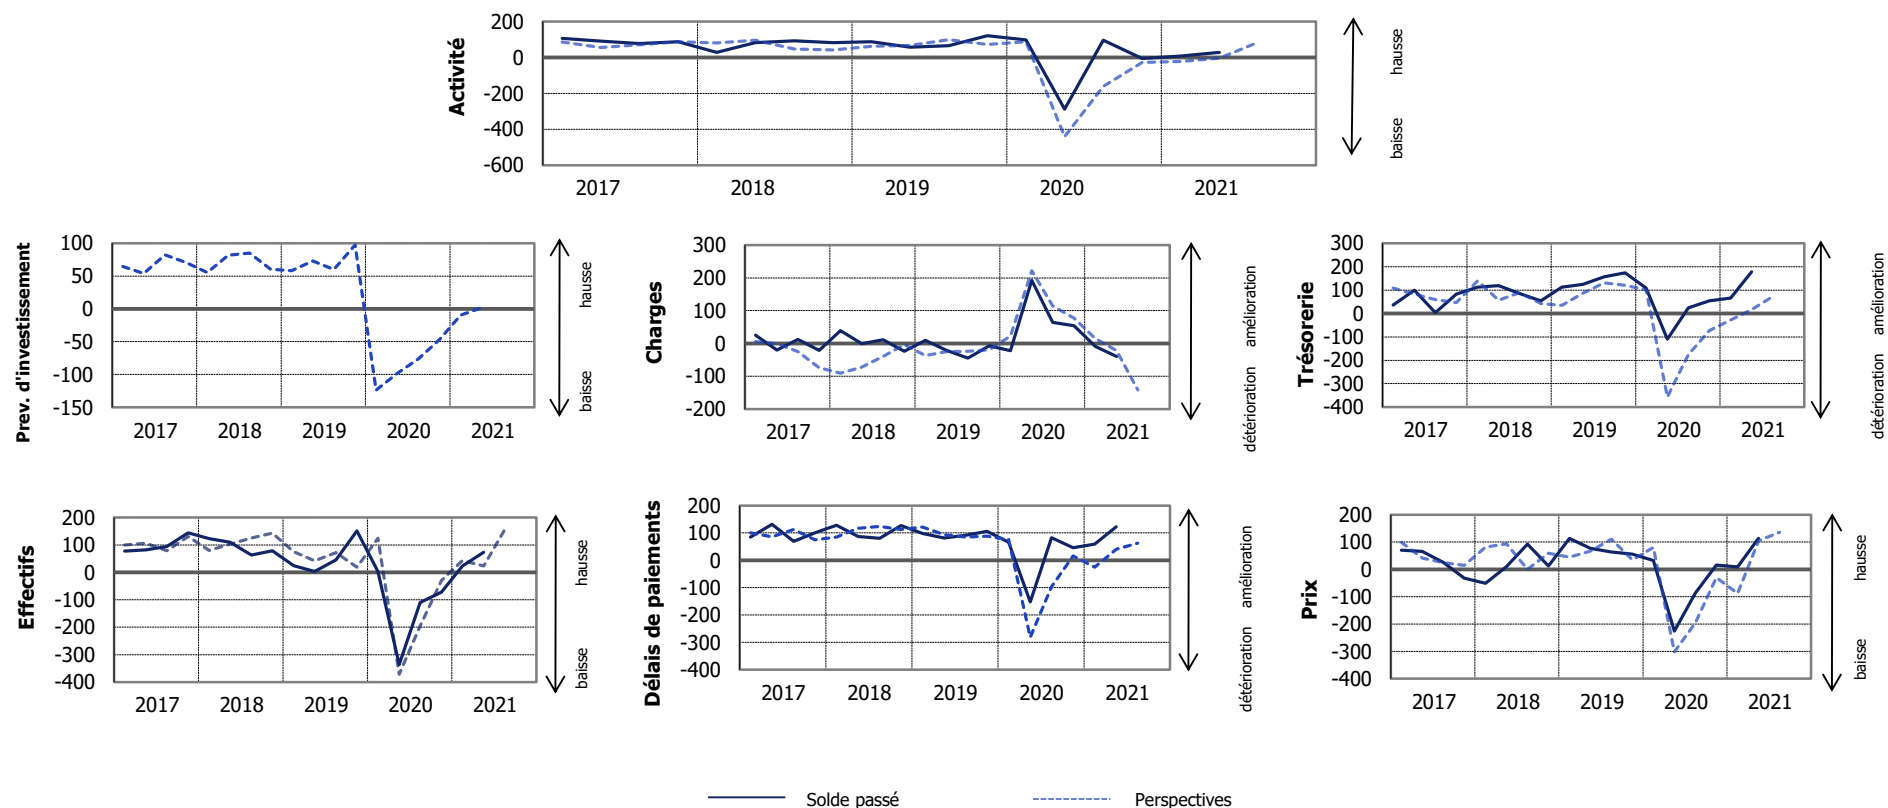 Activité
200
0
-200
-400
-600
2017 2018 2019 2020 2021
hausse
baisse
Prev. d'investissement
100
50
0
-50
-100
-150
2017 2018 2019 2020 2021
hausse
baisse
Charges
300
200
100
0
-100
-200
2017 2018 2019 2020 2021
amélioration
détérioration
Trésorerie
300
200
100
0
-100
-200
-300
-400
2017 2018 2019 2020 2021
amélioration
détérioration
Effectifs
200
100
0
-100
-200
-300
-400
2017 2018 2019 2020 2021
hausse
baisse
Délais de paiements
200
100
0
-100
-200
-300
-400
2017 2018 2019 2020 2021
amélioration
détérioration
Prix
200
100
0
-100
-200
-300
-400
2017 2018 2019 2020 2021
hausse
baisse
Solde passé Perspectives